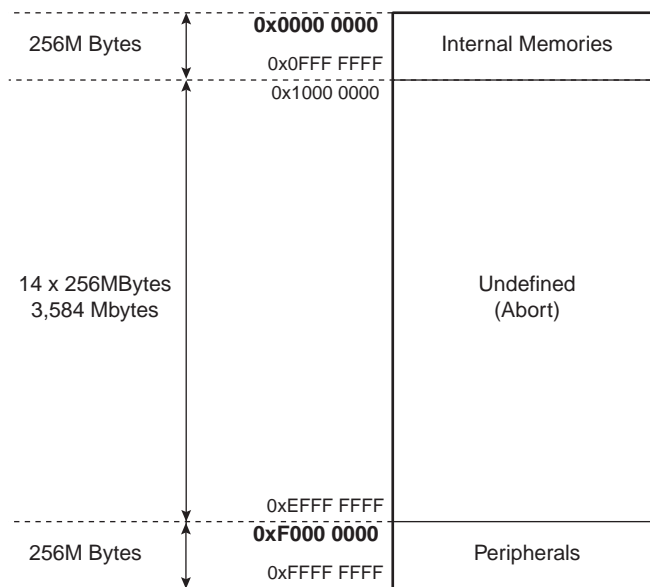 256M Bytes
0x0000 0000
Internal Memories
0x0FFF FFFF
0x1000 0000
14 x 256MBytes
3,584 Mbytes
Undefined
(Abort)
0xEFFF FFFF
0xF000 0000
256M Bytes
Peripherals
0xFFFF FFFF